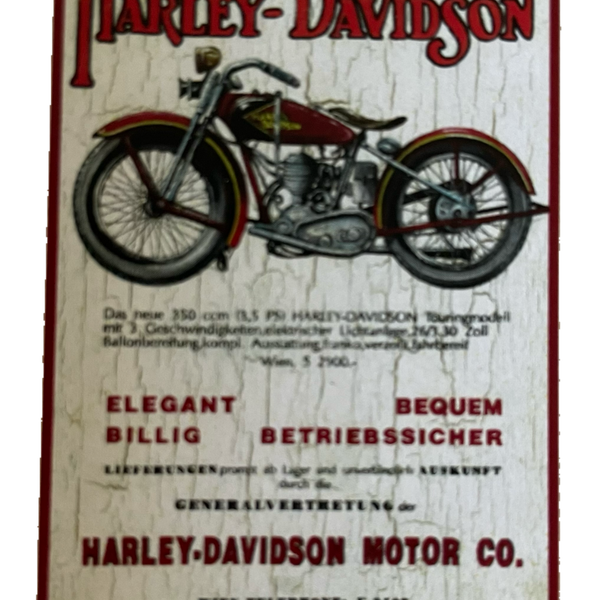 HARLEY-DAVIDSON
Das neue 350 ccm (3,5 PS) HARLEY-DAVIDSON Touringmodell
mit 3 Geschwindigkeiten, elektrischer Lichtanlage, 26/3,30 Zoll
Ballonbereifung, kompl. Ausstattung, franko, verzollt, fahrbereit
Wien, S 2900,-
ELEGANT BEQUEM
BILLIG BETRIEBSSICHER
LIEFERUNGEN prompt ab Lager und unverbindlich AUSKUNFT
durch die
GENERALVERTRETUNG der
HARLEY-DAVIDSON MOTOR CO.